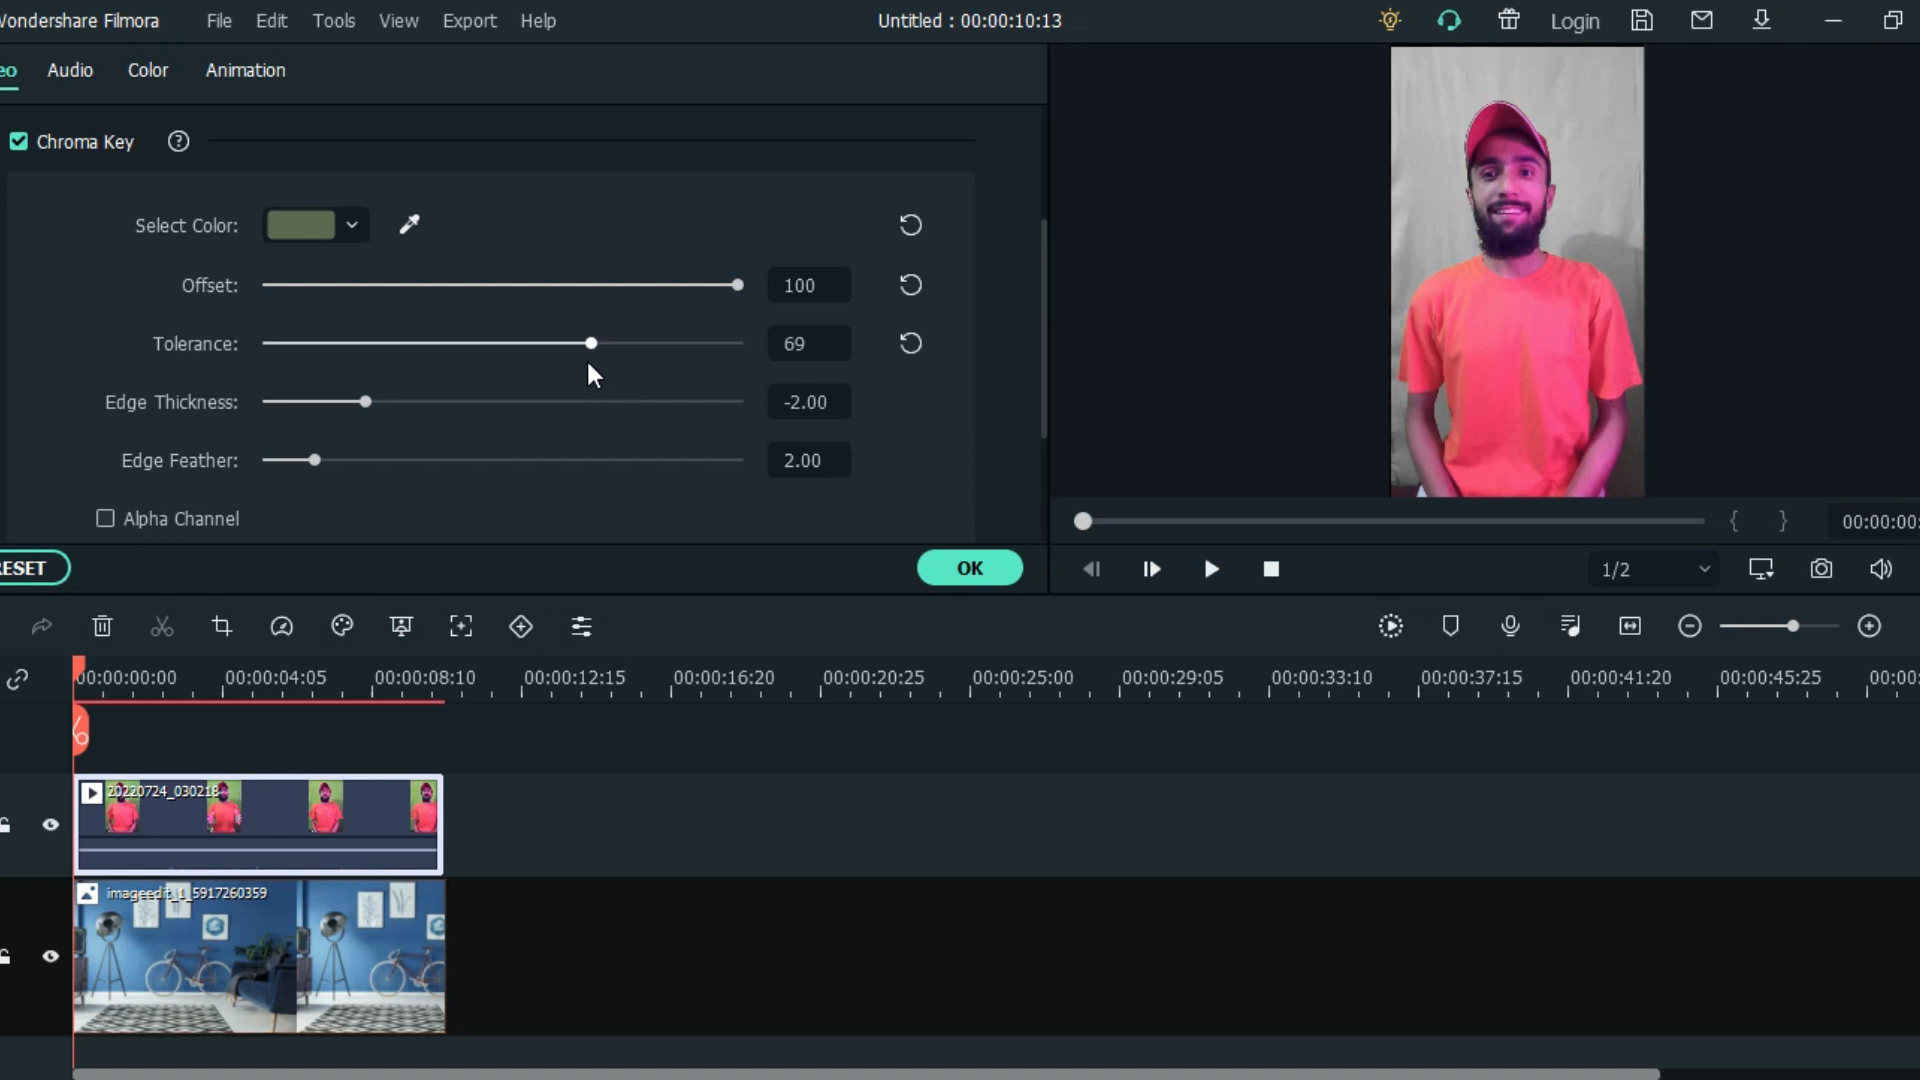 Wondershare Filmora File Edit Tools View Export Help Untitled : 00:00:10:13 Login
eo Audio Color Animation
Chroma Key ?
Select Color:
Offset: 100
Tolerance: 69
Edge Thickness: -2.00
Edge Feather: 2.00
Alpha Channel
{ } 00:00:00:
RESET OK
1/2
00:00:00:00 00:00:04:05 00:00:08:10 00:00:12:15 00:00:16:20 00:00:20:25 00:00:25:00 00:00:29:05 00:00:33:10 00:00:37:15 00:00:41:20 00:00:45:25 00:00:
20220724_030218
imageedit_1_5917260359